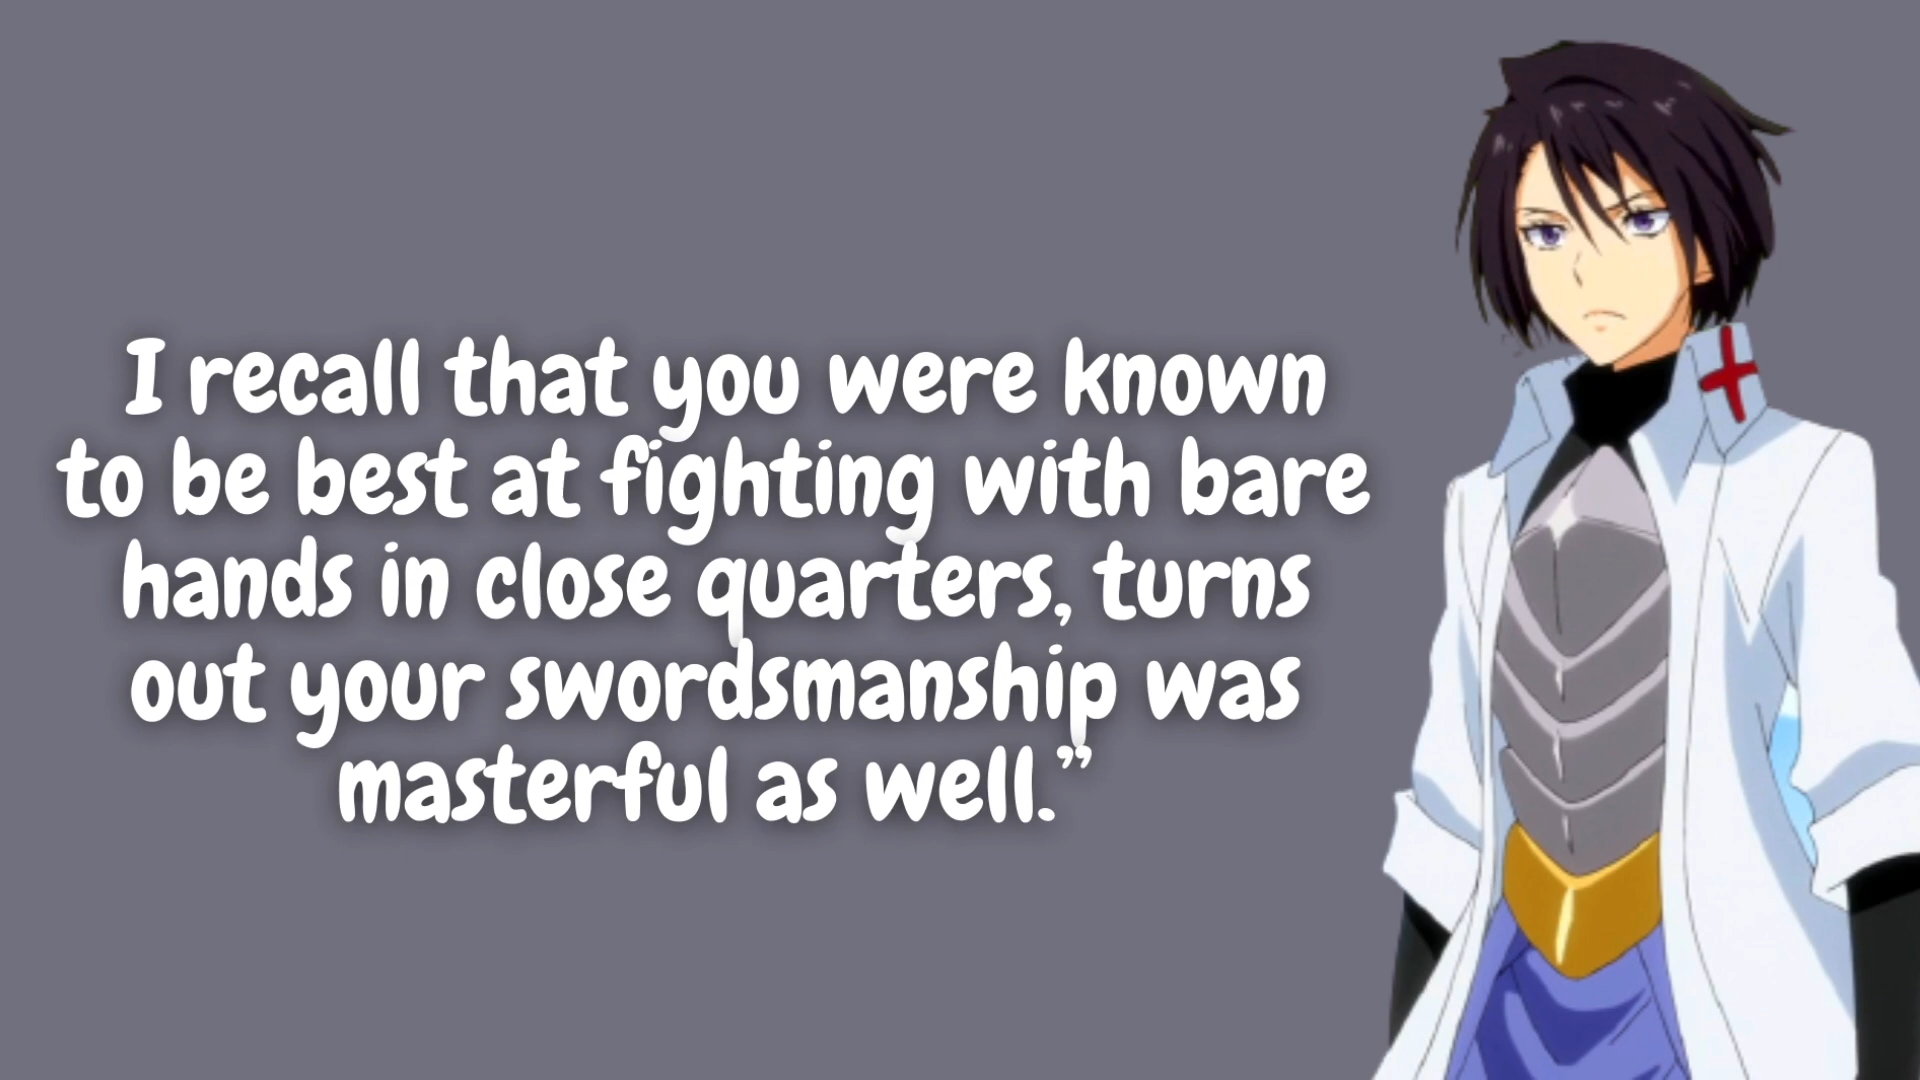 I recall that you were known
to be best at fighting with bare
hands in close quarters, turns
out your swordsmanship was
masterful as well.”